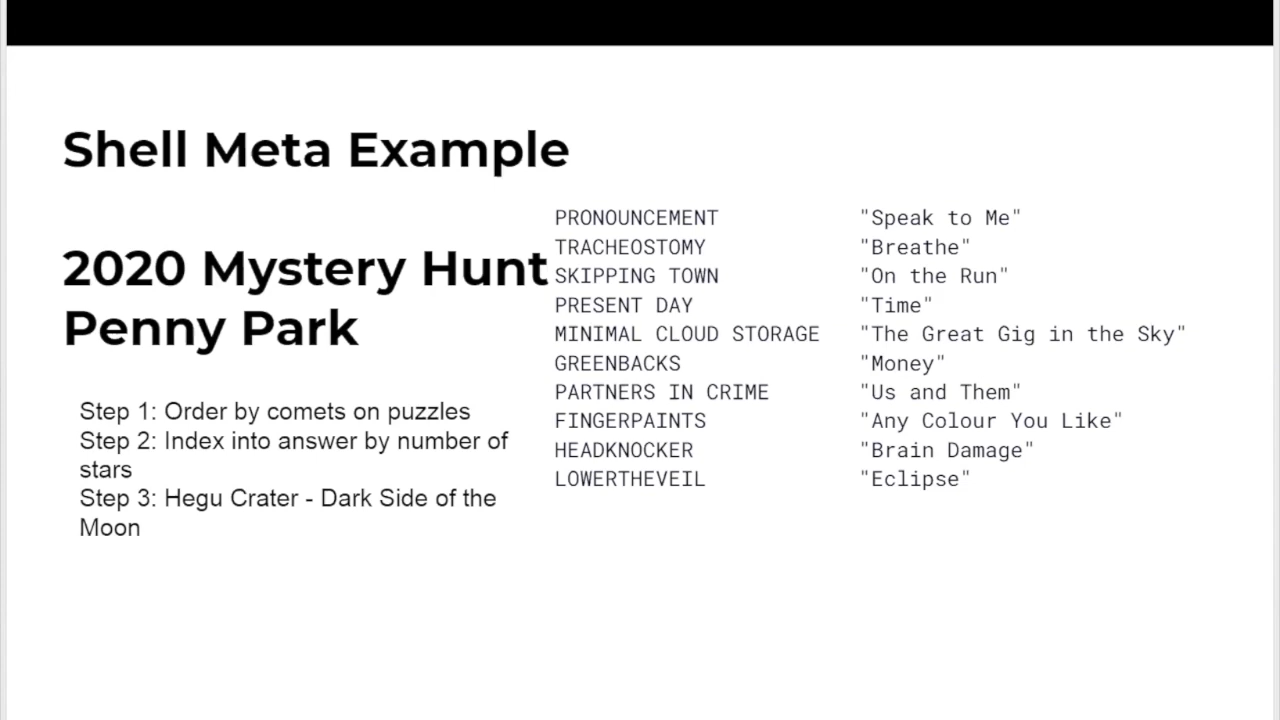 Shell Meta Example
2020 Mystery Hunt
Penny Park
Step 1: Order by comets on puzzles
Step 2: Index into answer by number of
stars
Step 3: Hegu Crater - Dark Side of the
Moon
PRONOUNCEMENT "Speak to Me"
TRACHEOSTOMY "Breathe"
SKIPPING TOWN "On the Run"
PRESENT DAY "Time"
MINIMAL CLOUD STORAGE "The Great Gig in the Sky"
GREENBACKS "Money"
PARTNERS IN CRIME "Us and Them"
FINGERPAINTS "Any Colour You Like"
HEADKNOCKER "Brain Damage"
LOWERTHEVEIL "Eclipse"